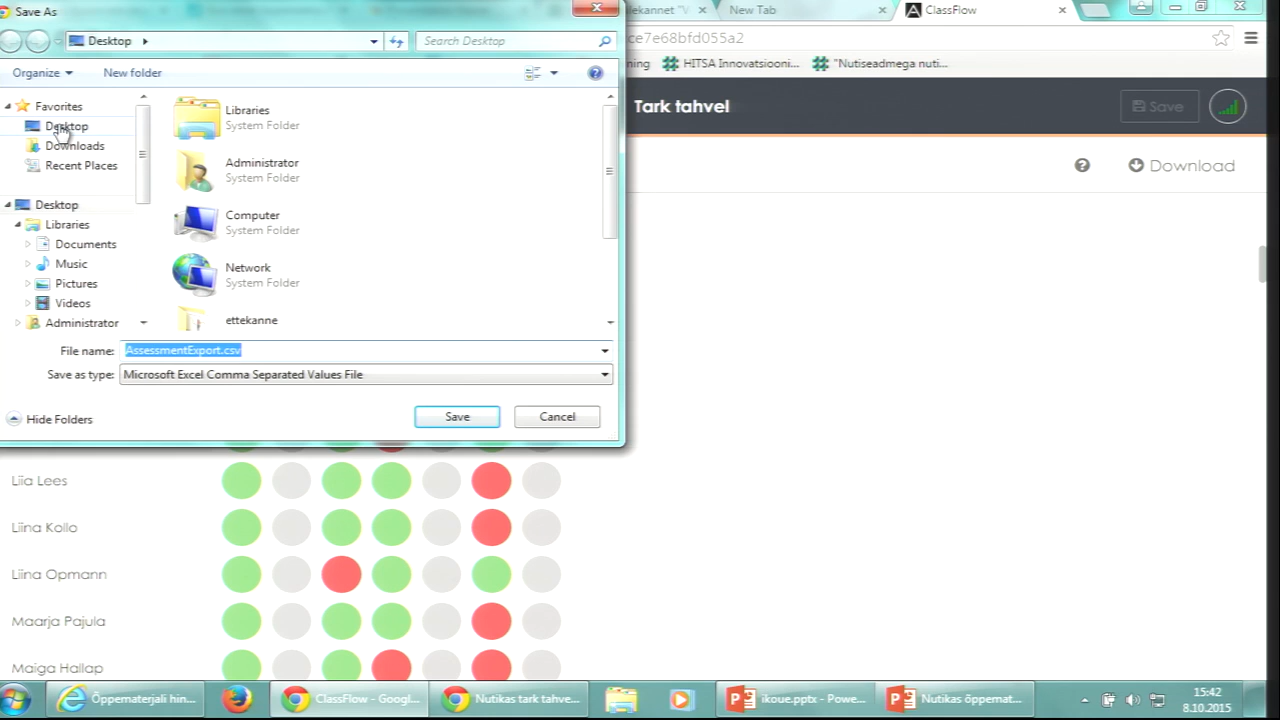 Save As
ulekannet "V
New Tab
ClassFlow
Desktop
Search Desktop
ce7e68bfd055a2
Organize
New folder
ning
HITSA Innovatsiooni...
"Nutiseadmega nuti...
Favorites
Desktop
Downloads
Recent Places
Desktop
Libraries
Documents
Music
Pictures
Videos
Administrator
Libraries
System Folder
Administrator
System Folder
Computer
System Folder
Network
System Folder
ettekanne
Tark tahvel
Save
Download
File name:
AssessmentExport.csv
Save as type:
Microsoft Excel Comma Separated Values File
Hide Folders
Save
Cancel
Liia Lees
Liina Kollo
Liina Opmann
Maarja Pajula
Maiga Hallap
Õppematerjali hin...
ClassFlow - Googl...
Nutikas tark tahve...
ikoue.pptx - Powe...
Nutikas õppemat...
15:42
8.10.2015